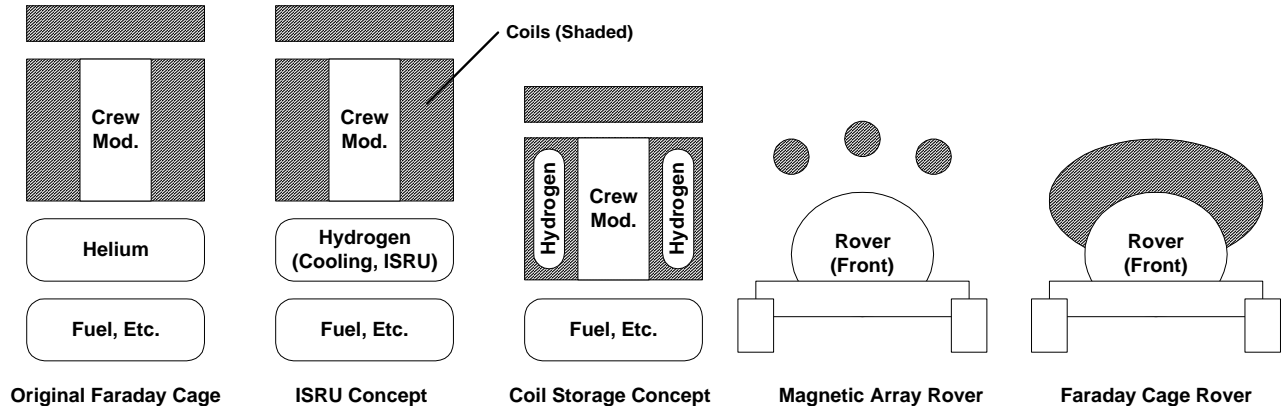 Coils (Shaded)
Crew
Mod.
Helium
Fuel, Etc.
Original Faraday Cage
Crew
Mod.
Hydrogen
(Cooling, ISRU)
Fuel, Etc.
ISRU Concept
Hydrogen
Crew
Mod.
Hydrogen
Fuel, Etc.
Coil Storage Concept
Rover
(Front)
Magnetic Array Rover
Rover
(Front)
Faraday Cage Rover